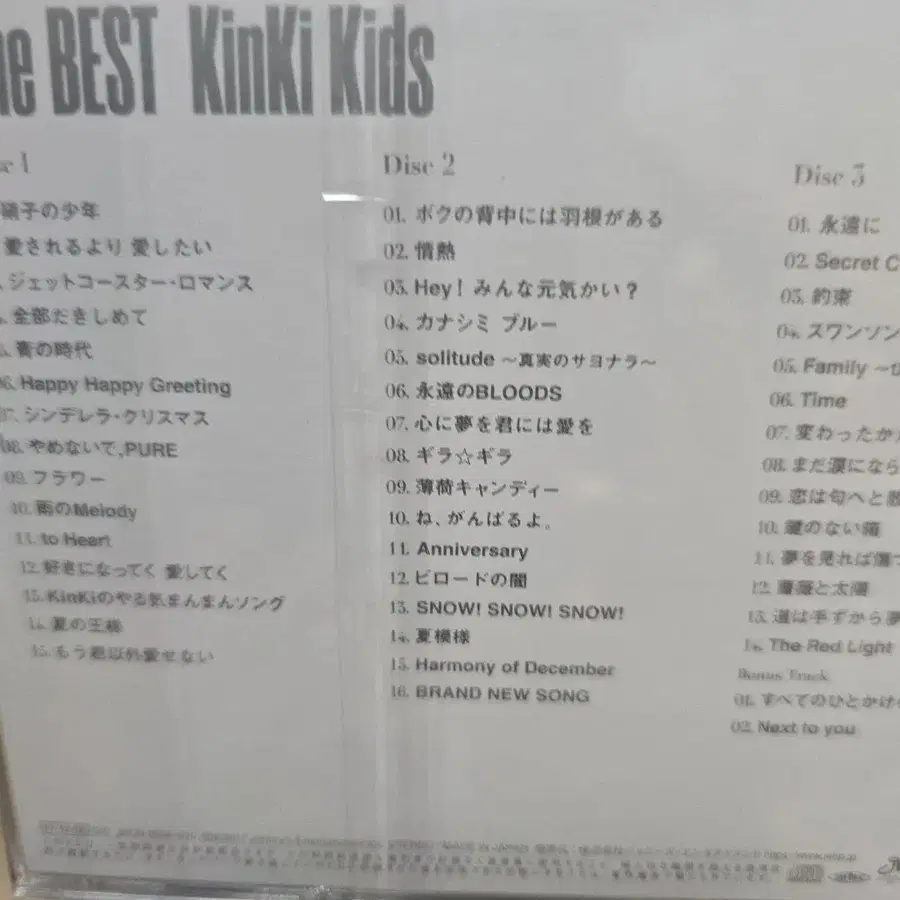 he BEST KinKi Kids
Disc 1
硝子の少年
愛されるより 愛したい
ジェットコースター・ロマンス
全部だきしめて
青の時代
06. Happy Happy Greeting
07. シンデレラ・クリスマス
08. やめないで,PURE
09. フラワー
10. 雨のMelody
11. to Heart
12. 好きになってく 愛してく
13. KinKiのやる気まんまんソング
14. 夏の王様
15. もう君以外愛せない
Disc 2
01. ボクの背中には羽根がある
02. 情熱
03. Hey! みんな元気かい?
04. カナシミ ブルー
05. solitude ~真実のサヨナラ~
06. 永遠のBLOODS
07. 心に夢を君には愛を
08. ギラ☆ギラ
09. 薄荷キャンディー
10. ね、がんばるよ。
11. Anniversary
12. ビロードの闇
13. SNOW! SNOW! SNOW!
14. 夏模様
15. Harmony of December
16. BRAND NEW SONG
Disc 3
01. 永遠に
02. Secret C
03. 約束
04. スワンソン
05. Family ~ひ
06. Time
07. 変わったかた
08. まだ涙になら
09. 恋は匂へと散
10. 鍵のない箱
11. 夢を見れば傷つ
12. 薔薇と太陽
13. 道は手ずから夢
14. The Red Light
Bonus Track
01. すべてのひとかけら
02. Next to you